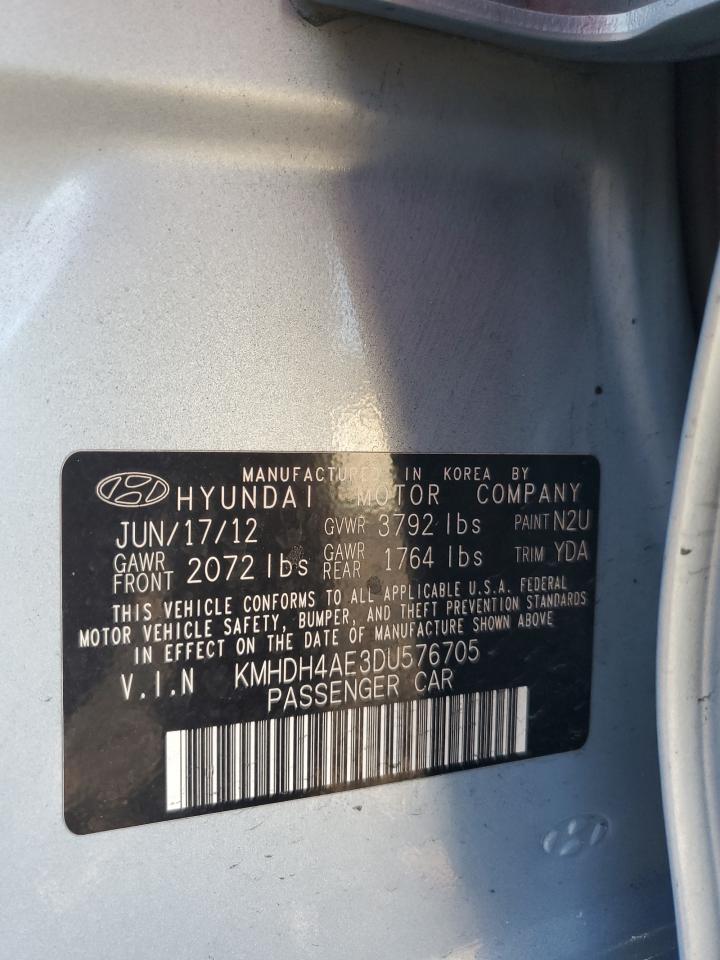 MANUFACTURED IN KOREA BY
HYUNDAI MOTOR COMPANY
JUN/17/12 GVWR 3792 lbs PAINT N2U
GAWR FRONT 2072 lbs GAWR REAR 1764 lbs TRIM YDA
THIS VEHICLE CONFORMS TO ALL APPLICABLE U.S.A. FEDERAL
MOTOR VEHICLE SAFETY, BUMPER, AND THEFT PREVENTION STANDARDS
IN EFFECT ON THE DATE OF MANUFACTURE SHOWN ABOVE
V.I.N KMHDH4AE3DU576705
PASSENGER CAR